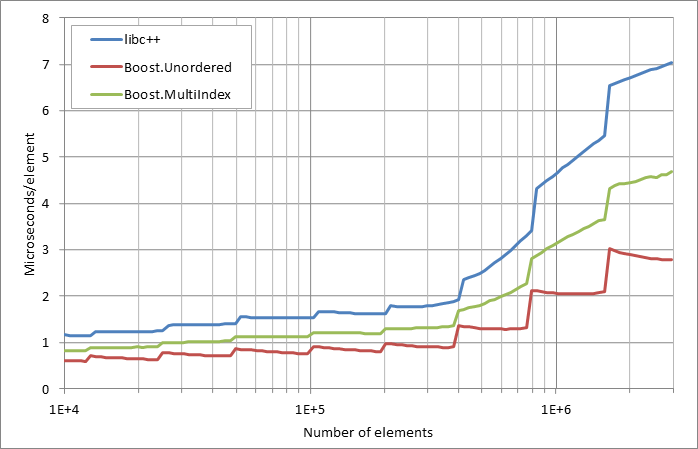 8
7
6
5
4
3
2
1
0
Microseconds/element
libc++
Boost.Unordered
Boost.MultiIndex
1E+4
1E+5
1E+6
Number of elements